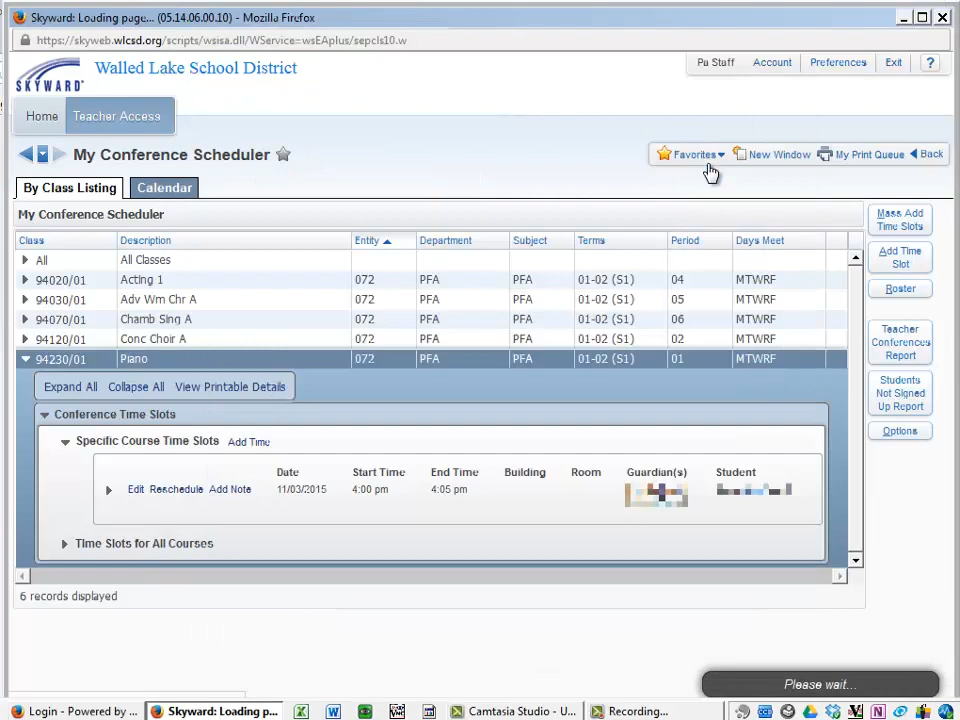 Skyward: Loading page... (05.14.06.00.10) - Mozilla Firefox
https://skyweb.wlcsd.org/scripts/wsisa.dll/WService=wsEAplus/sepcls10.w
SKYWARD
Walled Lake School District
Pa Staff Account Preferences Exit ?
Home Teacher Access
My Conference Scheduler
Favorites New Window My Print Queue Back
By Class Listing Calendar
My Conference Scheduler
Class Description Entity Department Subject Terms Period Days Meet
All All Classes
94020/01 Acting 1 072 PFA PFA 01-02 (S1) 04 MTWRF
94030/01 Adv Wm Chr A 072 PFA PFA 01-02 (S1) 05 MTWRF
94070/01 Chamb Sing A 072 PFA PFA 01-02 (S1) 06 MTWRF
94120/01 Conc Choir A 072 PFA PFA 01-02 (S1) 02 MTWRF
94230/01 Piano 072 PFA PFA 01-02 (S1) 01 MTWRF
Expand All Collapse All View Printable Details
Conference Time Slots
Specific Course Time Slots Add Time
Date Start Time End Time Building Room Guardian(s) Student
Edit Reschedule Add Note 11/03/2015 4:00 pm 4:05 pm
Time Slots for All Courses
6 records displayed
Mass Add
Time Slots
Add Time
Slot
Roster
Teacher
Conferences
Report
Students
Not Signed
Up Report
Options
Please wait...
Login - Powered by ... Skyward: Loading p... Camtasia Studio - U... Recording...